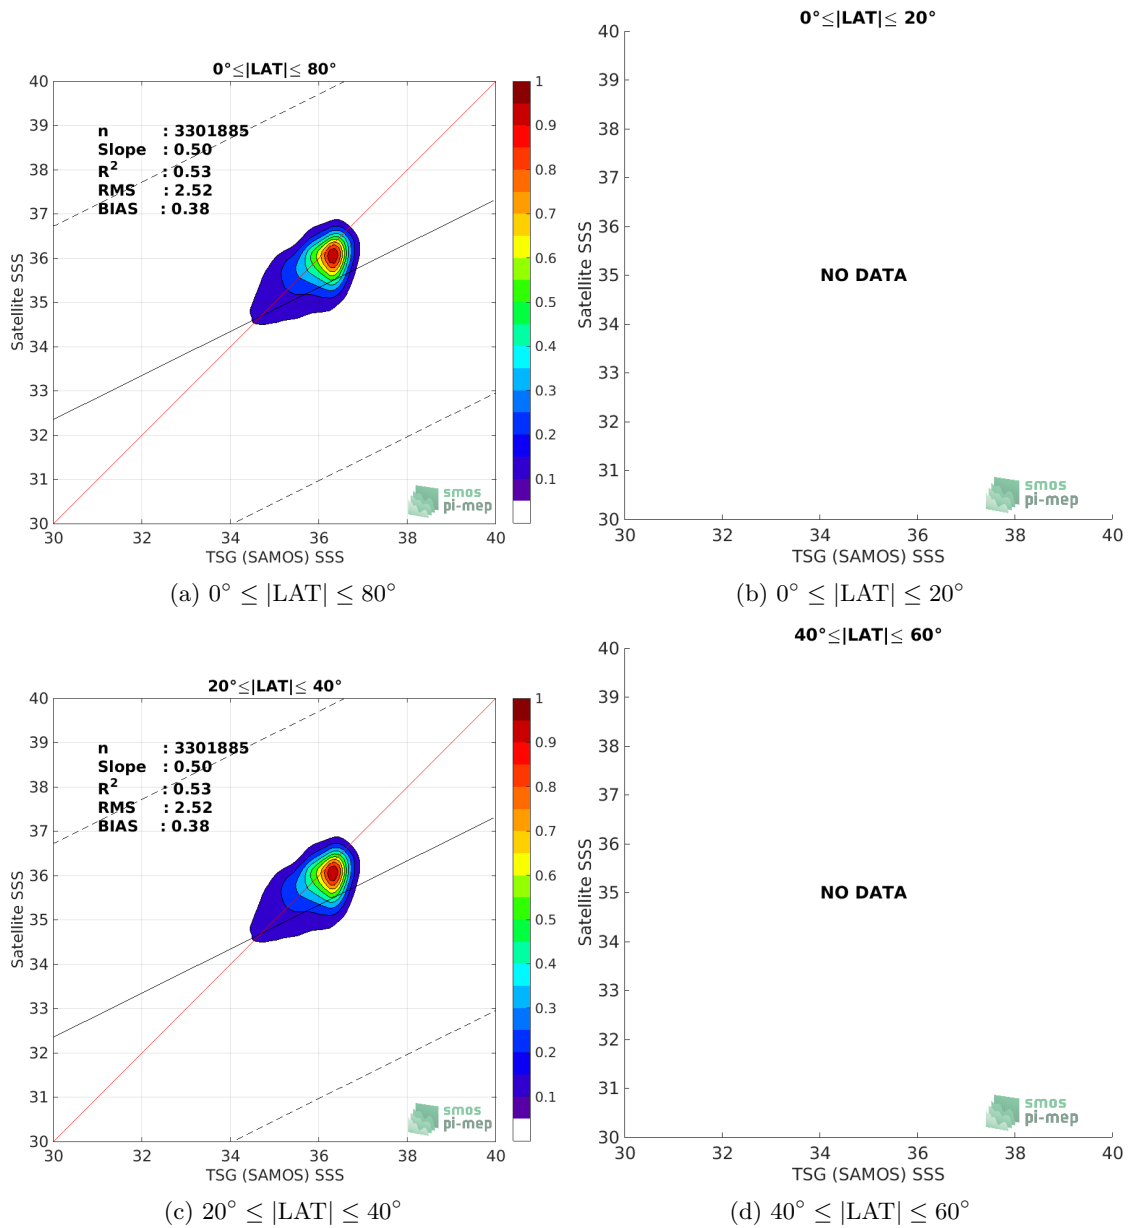 0°≤|LAT|≤ 80°
40
39
38
37
36
35
34
33
32
31
30
Satellite SSS
n : 3301885
Slope : 0.50
R² : 0.53
RMS : 2.52
BIAS : 0.38
smos
pi-mep
30 32 34 36 38 40
TSG (SAMOS) SSS
1
0.9
0.8
0.7
0.6
0.5
0.4
0.3
0.2
0.1
(a) 0° ≤ |LAT| ≤ 80°
0°≤|LAT|≤ 20°
40
39
38
37
36
35
34
33
32
31
30
Satellite SSS
NO DATA
smos
pi-mep
30 32 34 36 38 40
TSG (SAMOS) SSS
(b) 0° ≤ |LAT| ≤ 20°
20°≤|LAT|≤ 40°
40
39
38
37
36
35
34
33
32
31
30
Satellite SSS
n : 3301885
Slope : 0.50
R² : 0.53
RMS : 2.52
BIAS : 0.38
smos
pi-mep
30 32 34 36 38 40
TSG (SAMOS) SSS
1
0.9
0.8
0.7
0.6
0.5
0.4
0.3
0.2
0.1
(c) 20° ≤ |LAT| ≤ 40°
40°≤|LAT|≤ 60°
40
39
38
37
36
35
34
33
32
31
30
Satellite SSS
NO DATA
smos
pi-mep
30 32 34 36 38 40
TSG (SAMOS) SSS
(d) 40° ≤ |LAT| ≤ 60°